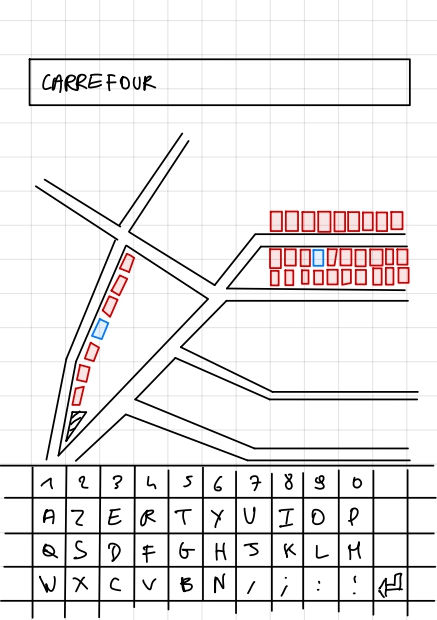 CARREFOUR
1 2 3 4 5 6 7 8 9 0
A Z E R T Y U I O P
Q S D F G H J K L M
W X C V B N / ; : !